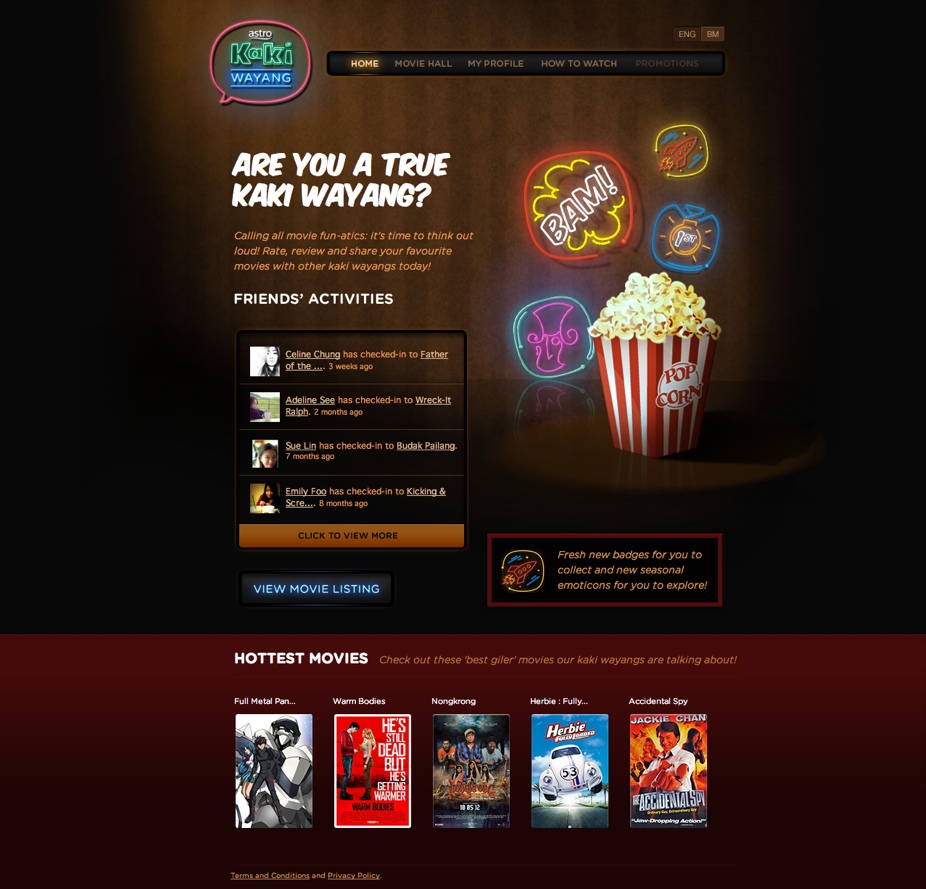 astro
Kaki
WAYANG
ENG BM
HOME MOVIE HALL MY PROFILE HOW TO WATCH PROMOTIONS
ARE YOU A TRUE
KAKI WAYANG?
Calling all movie fun-atics: it's time to think out
loud! Rate, review and share your favourite
movies with other kaki wayangs today!
BAM!
1st
POP
CORN
FRIENDS' ACTIVITIES
Celine Chung has checked-in to Father
of the .... 3 weeks ago
Adeline See has checked-in to Wreck-It
Ralph. 2 months ago
Sue Lin has checked-in to Budak Pailang.
7 months ago
Emily Foo has checked-in to Kicking &
Scre.... 8 months ago
CLICK TO VIEW MORE
VIEW MOVIE LISTING
Fresh new badges for you to
collect and new seasonal
emoticons for you to explore!
HOTTEST MOVIES Check out these 'best giler' movies our kaki wayangs are talking about!
Full Metal Pan...
Warm Bodies
Nongkrong
Herbie : Fully...
Accidental Spy
HE'S
STILL
DEAD
BUT
HE'S
GETTING
WARMER
WARM BODIES
18 05 12
Herbie
FULLY LOADED
53
JACKIE CHAN
THE ACCIDENTAL SPY
"Jaw-Dropping Action!"
Terms and Conditions and Privacy Policy.